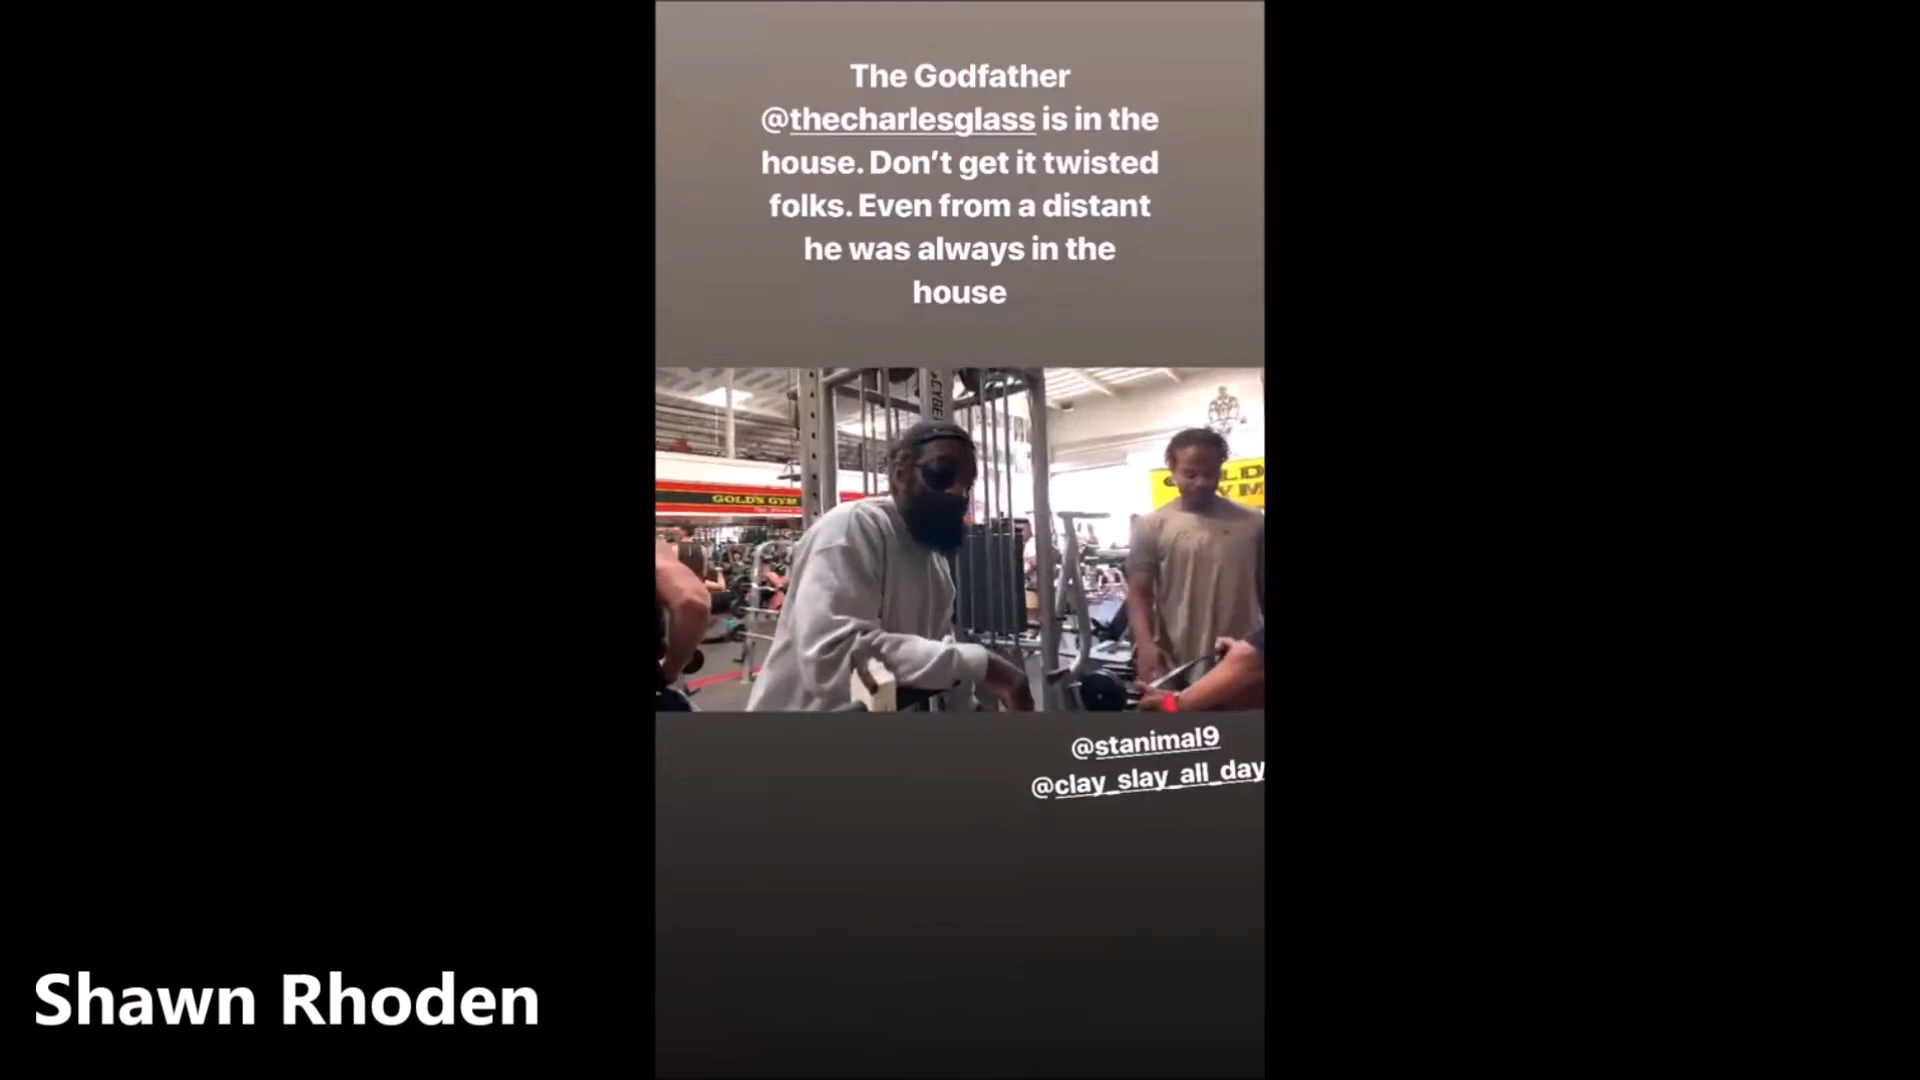 The Godfather
@thecharlesglass is in the
house. Don't get it twisted
folks. Even from a distant
he was always in the
house
GOLD'S GYM
@stanimal9
@clay_slay_all_day
Shawn Rhoden